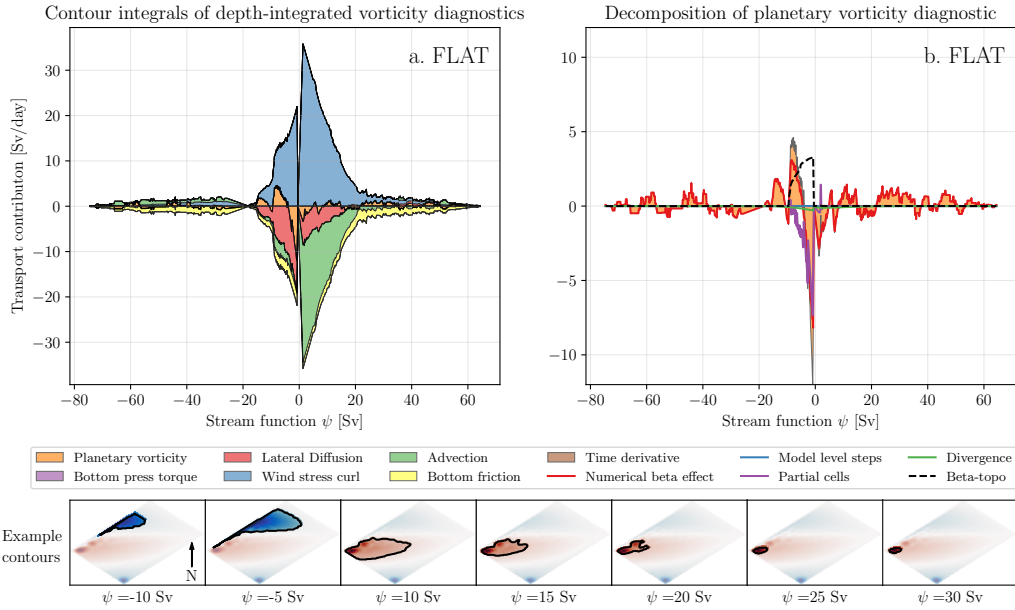 Contour integrals of depth-integrated vorticity diagnostics
Decomposition of planetary vorticity diagnostic
a. FLAT
b. FLAT
Transport contribution [Sv/day]
30
20
10
0
−10
−20
−30
10
5
0
−5
−10
−80 −60 −40 −20 0 20 40 60
−80 −60 −40 −20 0 20 40 60
Stream function ψ [Sv]
Stream function ψ [Sv]
Planetary vorticity
Lateral Diffusion
Advection
Time derivative
Model level steps
Divergence
Bottom press torque
Wind stress curl
Bottom friction
Numerical beta effect
Partial cells
Beta-topo
Example
contours
N
ψ =-10 Sv
ψ =-5 Sv
ψ =10 Sv
ψ =15 Sv
ψ =20 Sv
ψ =25 Sv
ψ =30 Sv